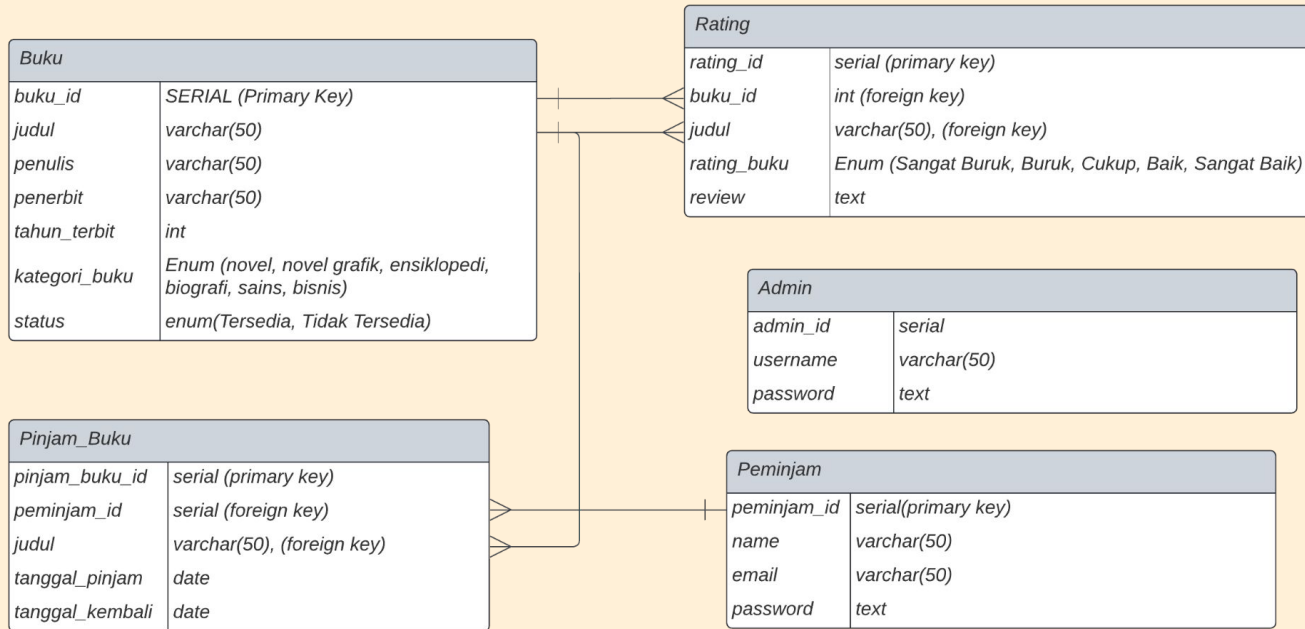 Buku
buku_id SERIAL (Primary Key)
judul varchar(50)
penulis varchar(50)
penerbit varchar(50)
tahun_terbit int
kategori_buku Enum (novel, novel grafik, ensiklopedi,
biografi, sains, bisnis)
status enum(Tersedia, Tidak Tersedia)
Rating
rating_id serial (primary key)
buku_id int (foreign key)
judul varchar(50), (foreign key)
rating_buku Enum (Sangat Buruk, Buruk, Cukup, Baik, Sangat Baik)
review text
Admin
admin_id serial
username varchar(50)
password text
Pinjam_Buku
pinjam_buku_id serial (primary key)
peminjam_id serial (foreign key)
judul varchar(50), (foreign key)
tanggal_pinjam date
tanggal_kembali date
Peminjam
peminjam_id serial(primary key)
name varchar(50)
email varchar(50)
password text